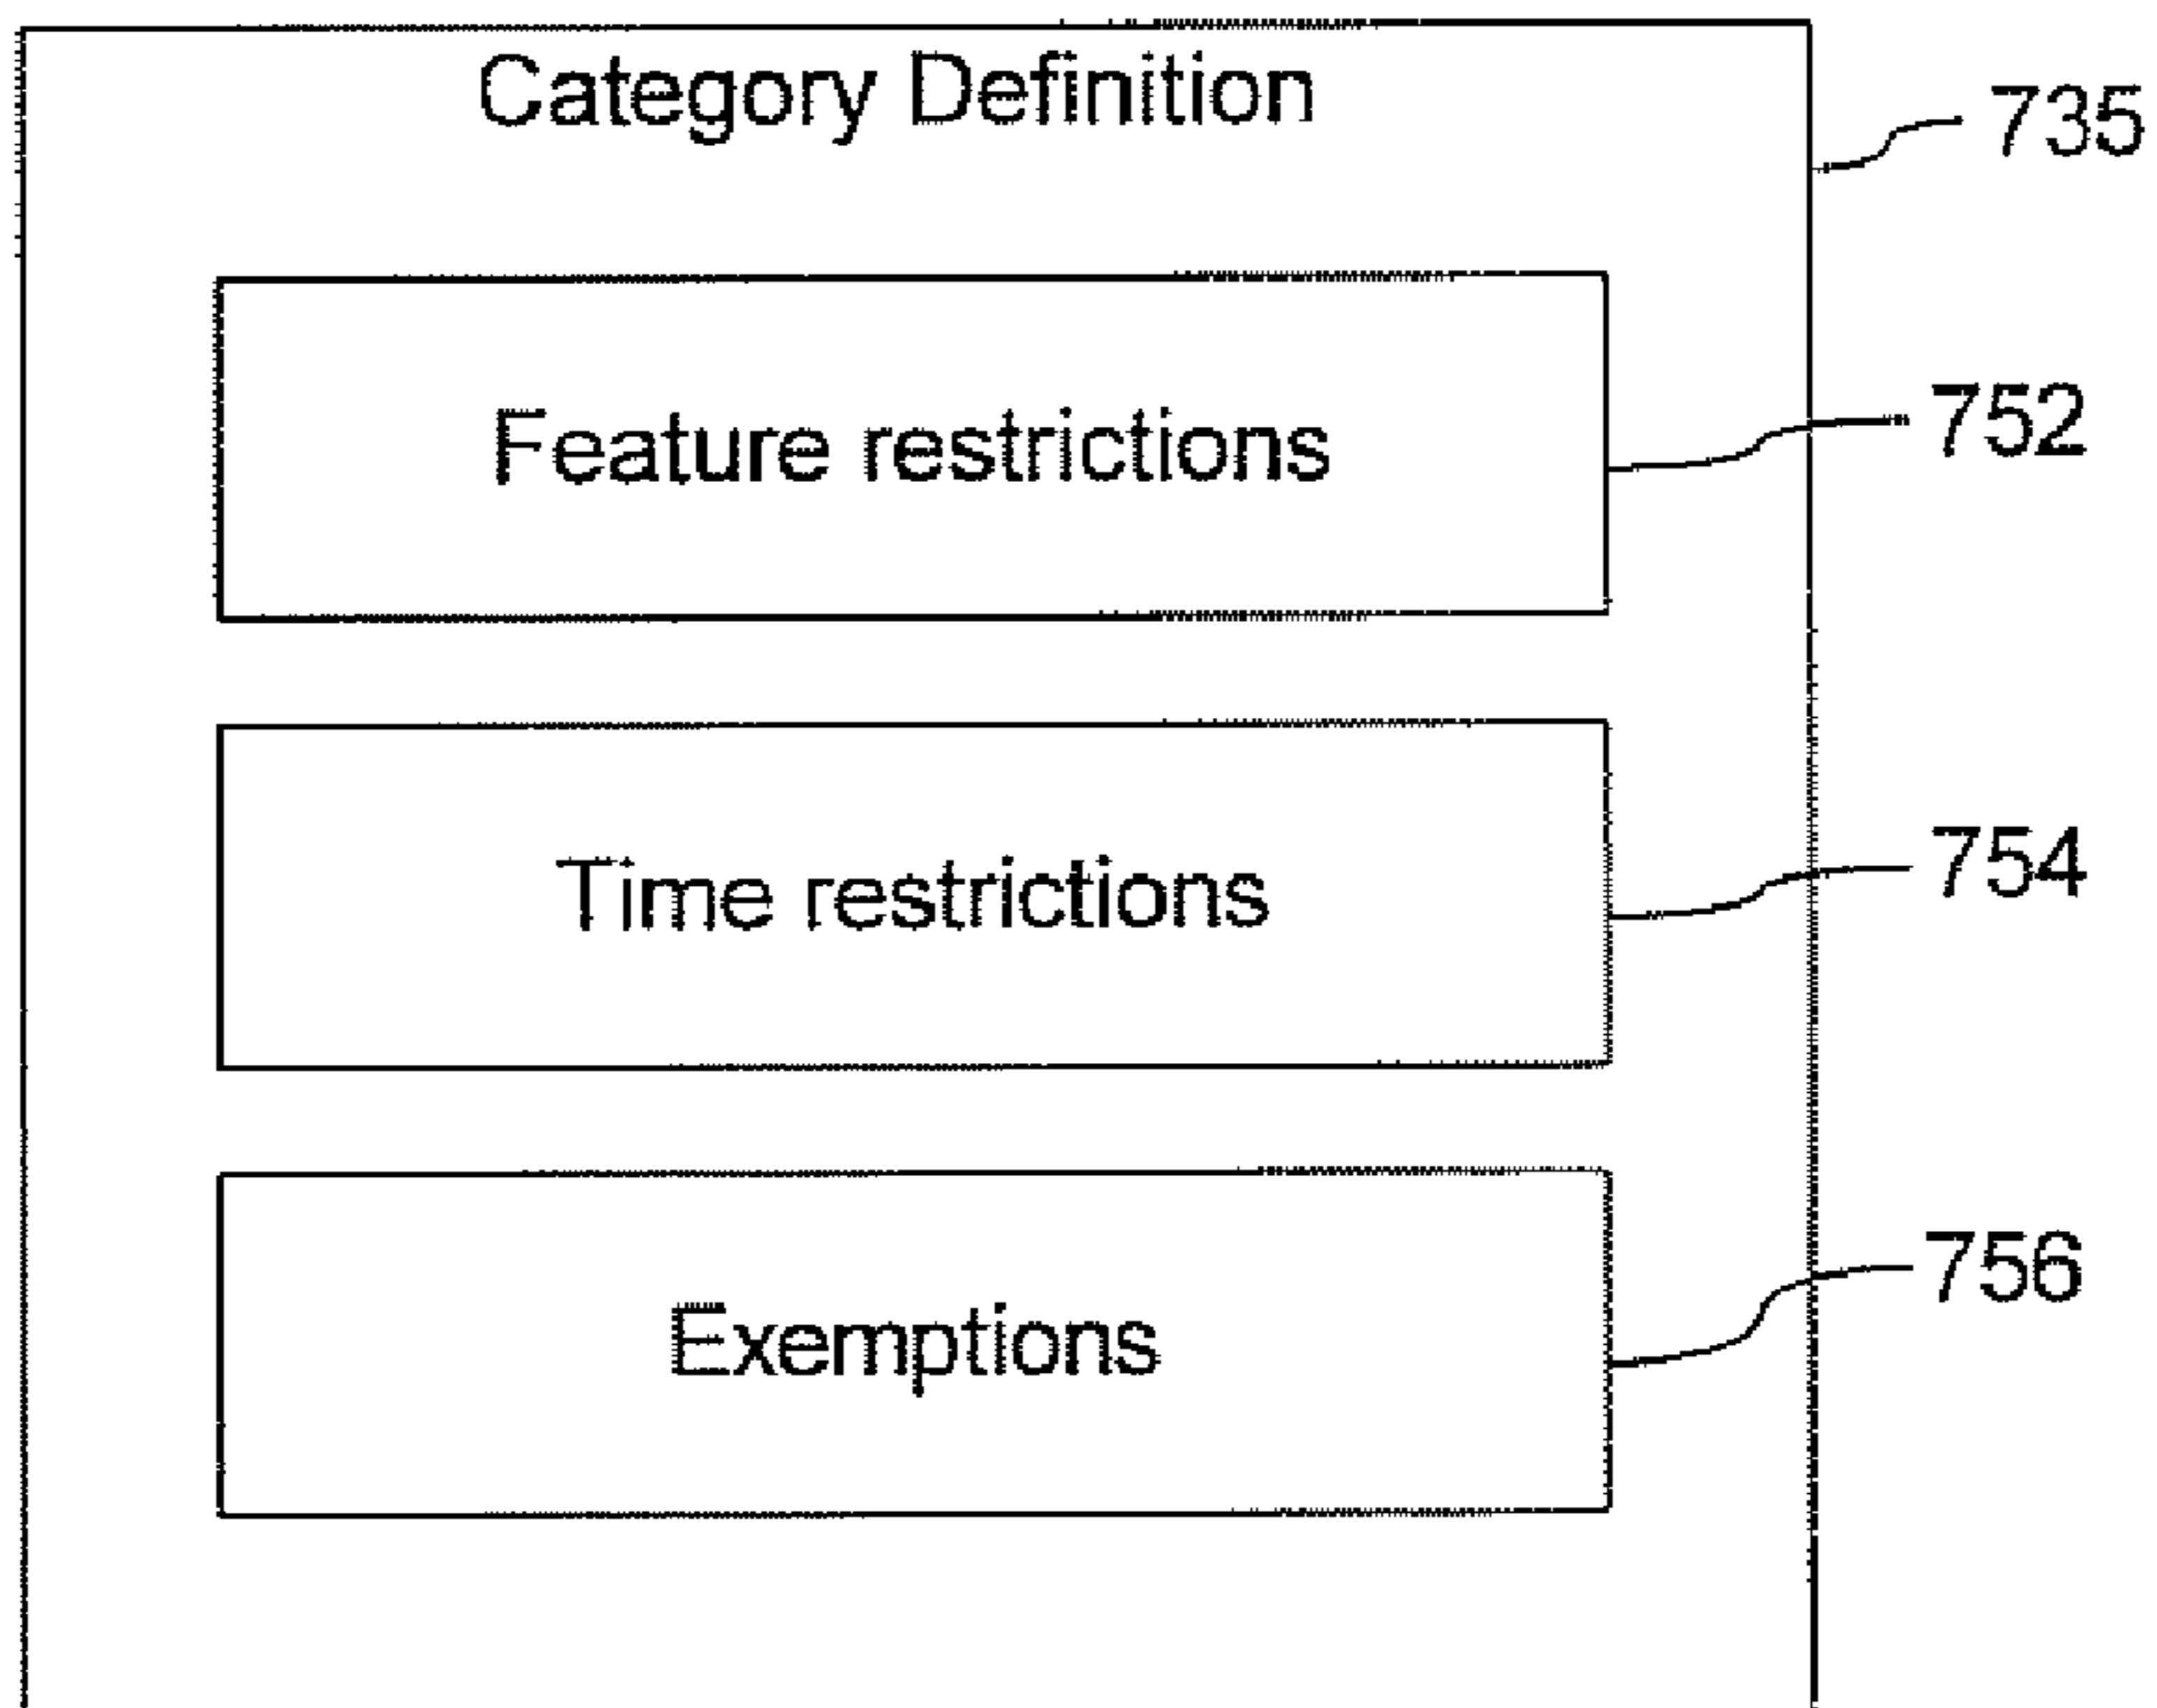 Category Definition
735
Feature restrictions
752
Time restrictions
754
Exemptions
756